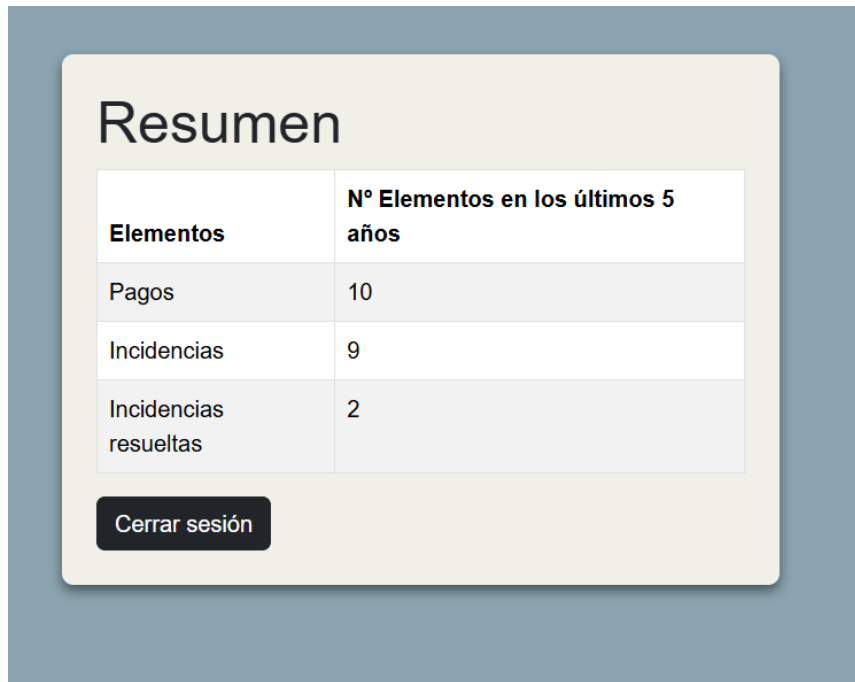 Resumen
Elementos
Nº Elementos en los últimos 5
años
Pagos
10
Incidencias
9
Incidencias
resueltas
2
Cerrar sesión